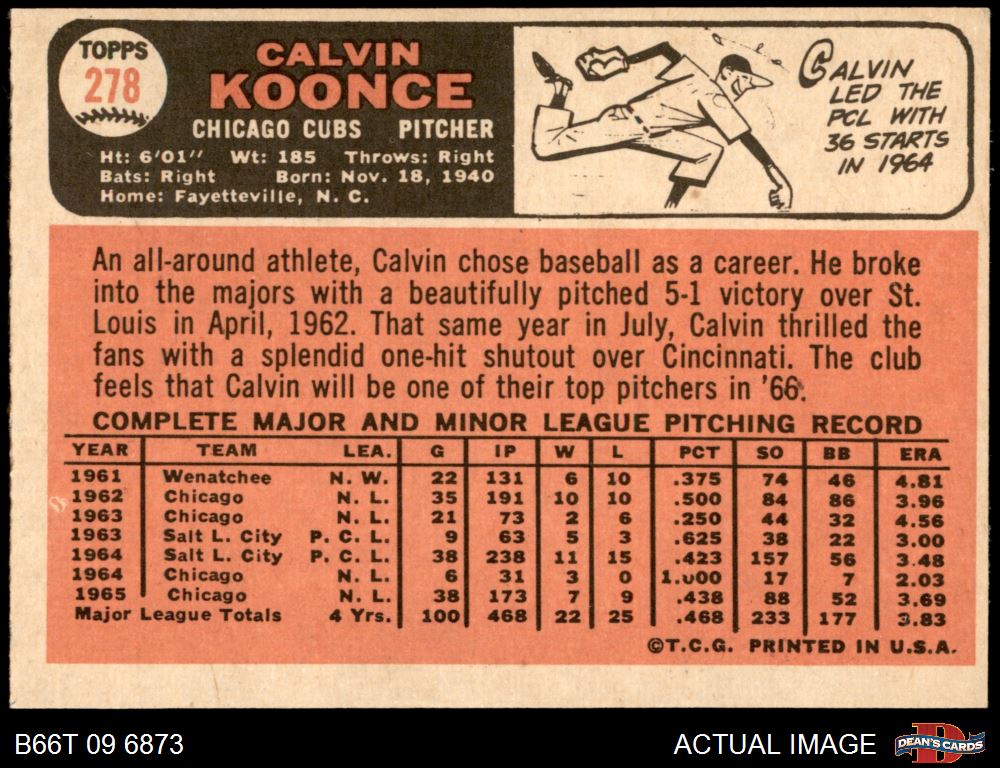 TOPPS
278
CALVIN
KOONCE
CHICAGO CUBS PITCHER
Ht: 6'01" Wt: 185 Throws: Right
Bats: Right Born: Nov. 18, 1940
Home: Fayetteville, N. C.
CALVIN
LED THE
PCL WITH
36 STARTS
IN 1964
An all-around athlete, Calvin chose baseball as a career. He broke
into the majors with a beautifully pitched 5-1 victory over St.
Louis in April, 1962. That same year in July, Calvin thrilled the
fans with a splendid one-hit shutout over Cincinnati. The club
feels that Calvin will be one of their top pitchers in '66.
COMPLETE MAJOR AND MINOR LEAGUE PITCHING RECORD
YEAR TEAM LEA. G IP W L PCT SO BB ERA
1961 Wenatchee N. W. 22 131 6 10 .375 74 46 4.81
1962 Chicago N. L. 35 191 10 10 .500 84 86 3.96
1963 Chicago N. L. 21 73 2 6 .250 44 32 4.56
1963 Salt L. City P. C. L. 9 63 5 3 .625 38 22 3.00
1964 Salt L. City P. C. L. 38 238 11 15 .423 157 56 3.48
1964 Chicago N. L. 6 31 3 0 1.000 17 7 2.03
1965 Chicago N. L. 38 173 7 9 .438 88 52 3.69
Major League Totals 4 Yrs. 100 468 22 25 .468 233 177 3.83
©T.C.G. PRINTED IN U.S.A.
B66T 09 6873
ACTUAL IMAGE
DEAN'S CARDS